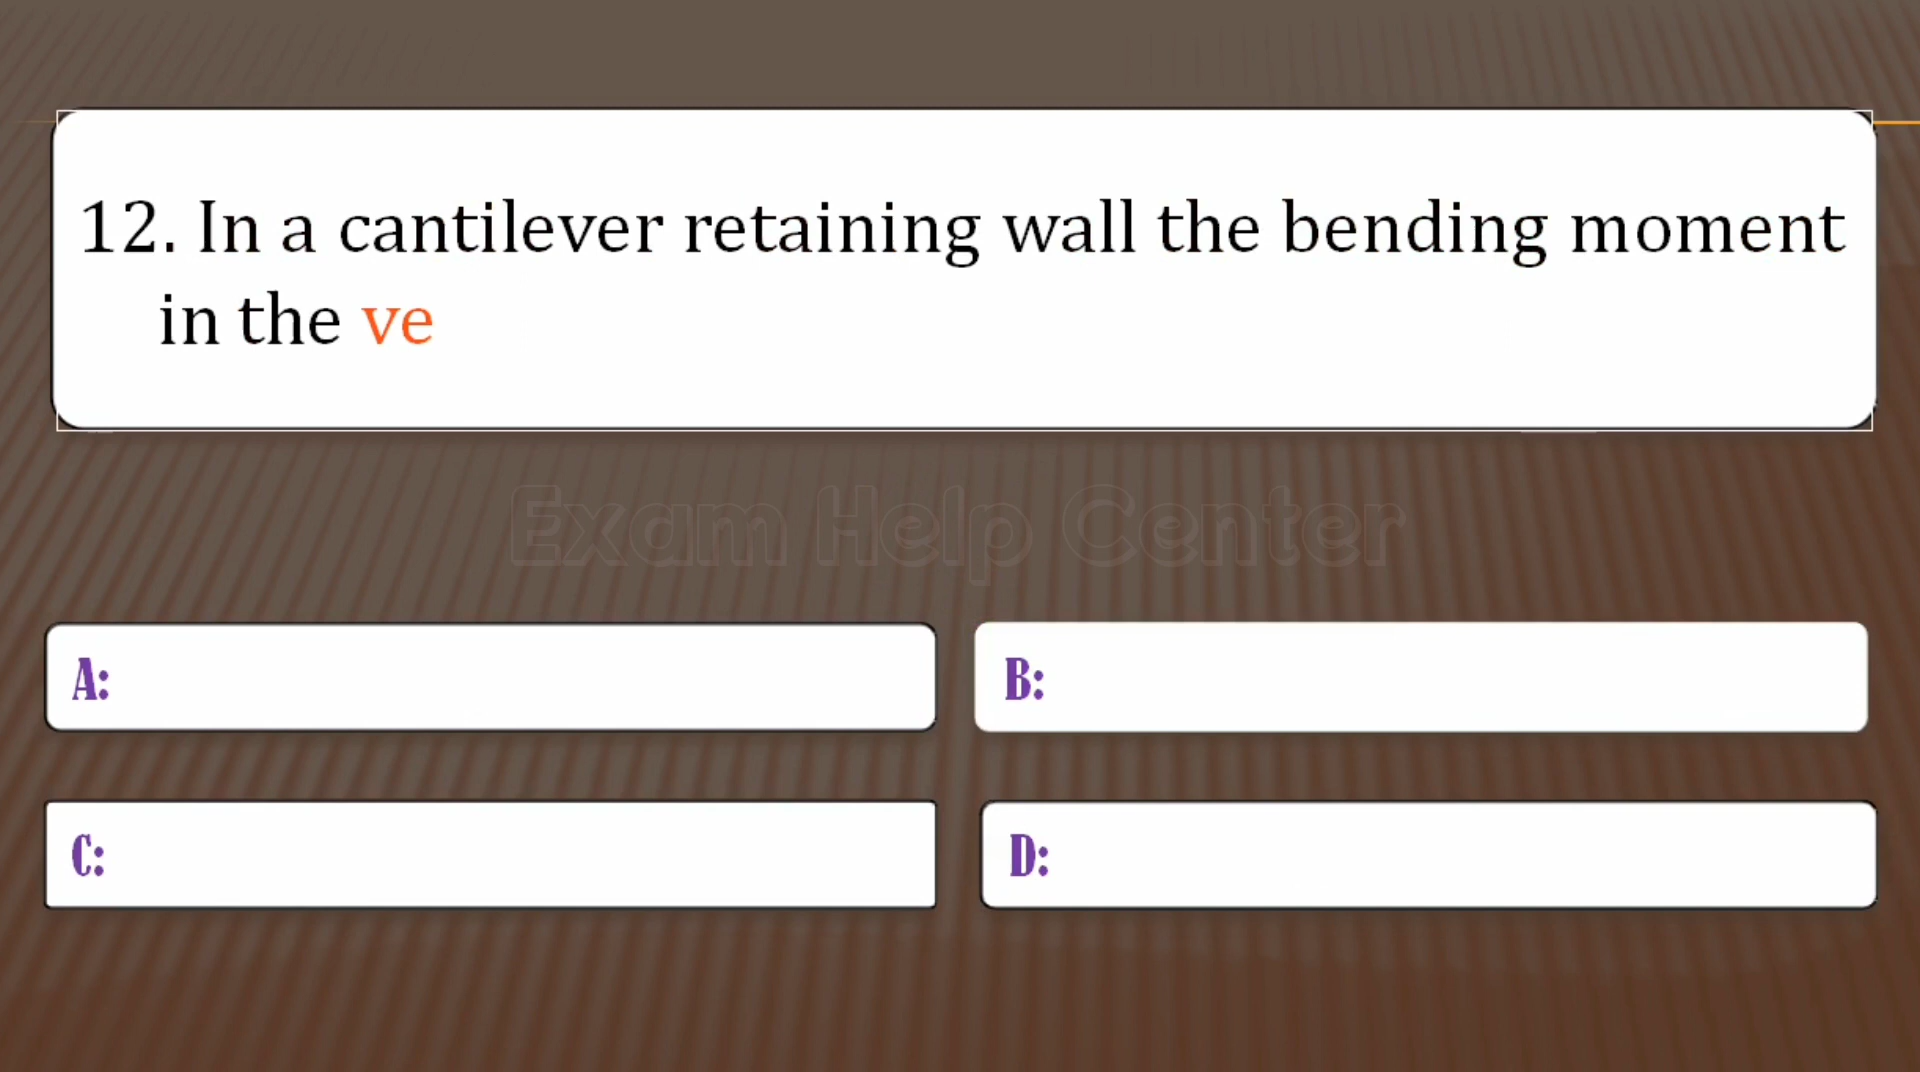 12. In a cantilever retaining wall the bending moment
in the ve
Exam Help Center
A:
B:
C:
D: